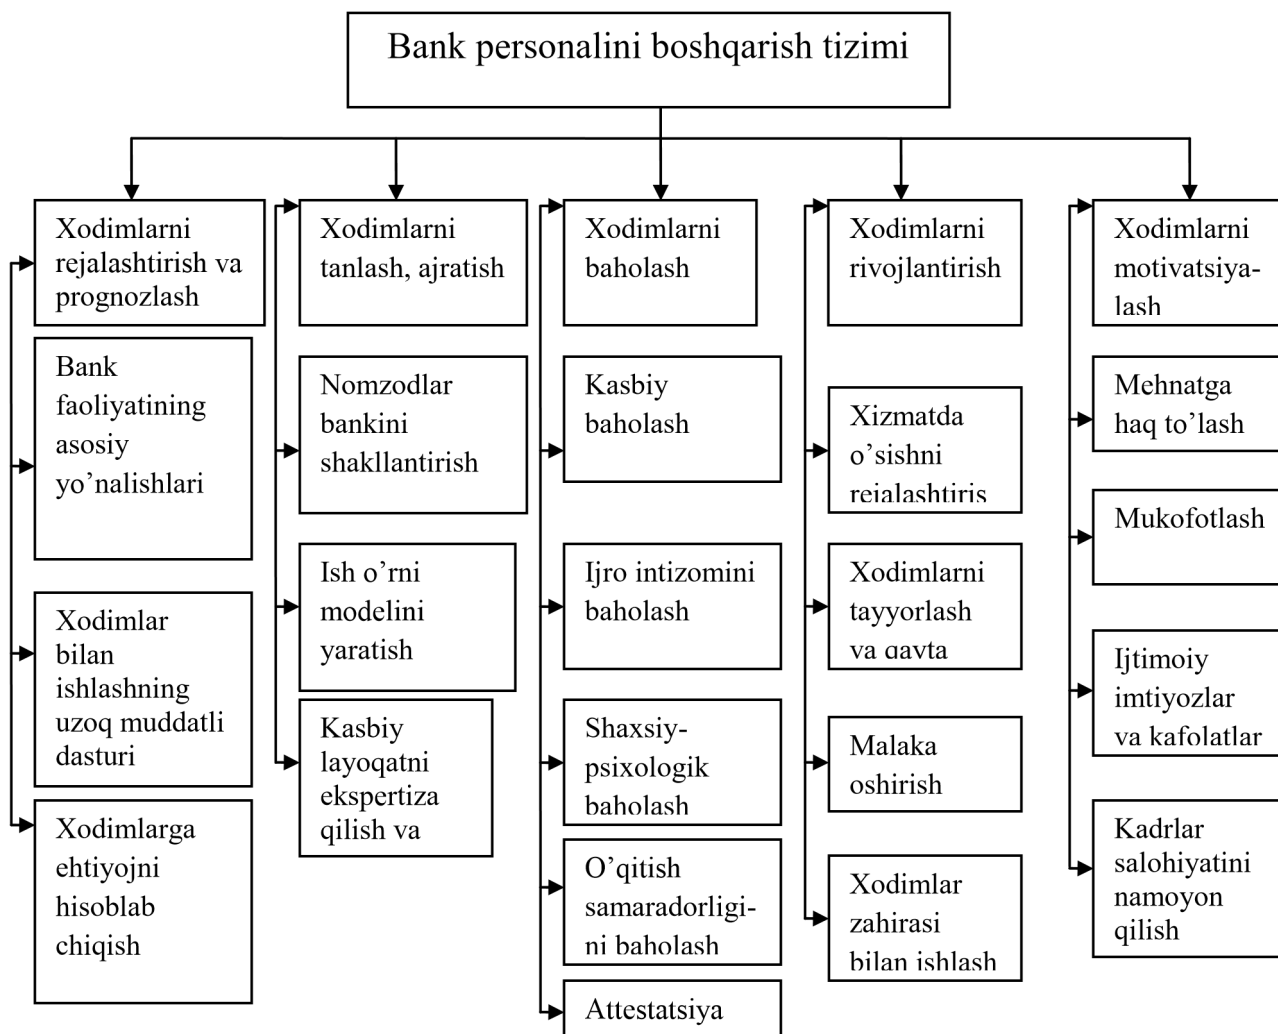 Bank personalini boshqarish tizimi
Xodimlarni
rejalashtirish va
prognozlash
Bank
faoliyatining
asosiy
yo’nalishlari
Xodimlar
bilan
ishlashning
uzoq muddatli
dasturi
Xodimlarga
ehtiyojni
hisoblab
chiqish
Xodimlarni
tanlash, ajratish
Nomzodlar
bankini
shakllantirish
Ish o’rni
modelini
yaratish
Kasbiy
layoqatni
ekspertiza
qilish va
Xodimlarni
baholash
Kasbiy
baholash
Ijro intizomini
baholash
Shaxsiy-
psixologik
baholash
O’qitish
samaradorligi-
ni baholash
Attestatsiya
Xodimlarni
rivojlantirish
Xizmatda
o’sishni
rejalashtiris
Xodimlarni
tayyorlash
va qayta
Malaka
oshirish
Xodimlar
zahirasi
bilan ishlash
Xodimlarni
motivatsiya-
lash
Mehnatga
haq to’lash
Mukofotlash
Ijtimoiy
imtiyozlar
va kafolatlar
Kadrlar
salohiyatini
namoyon
qilish